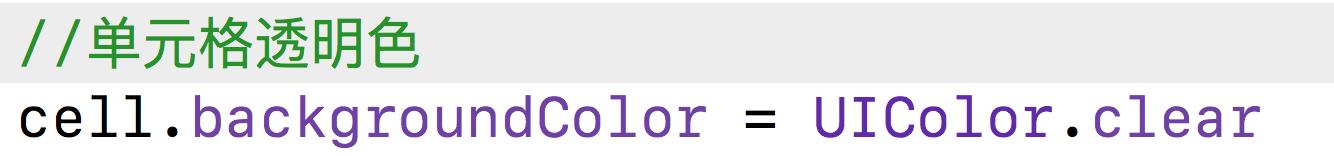 //单元格透明色
cell.backgroundColor = UIColor.clear